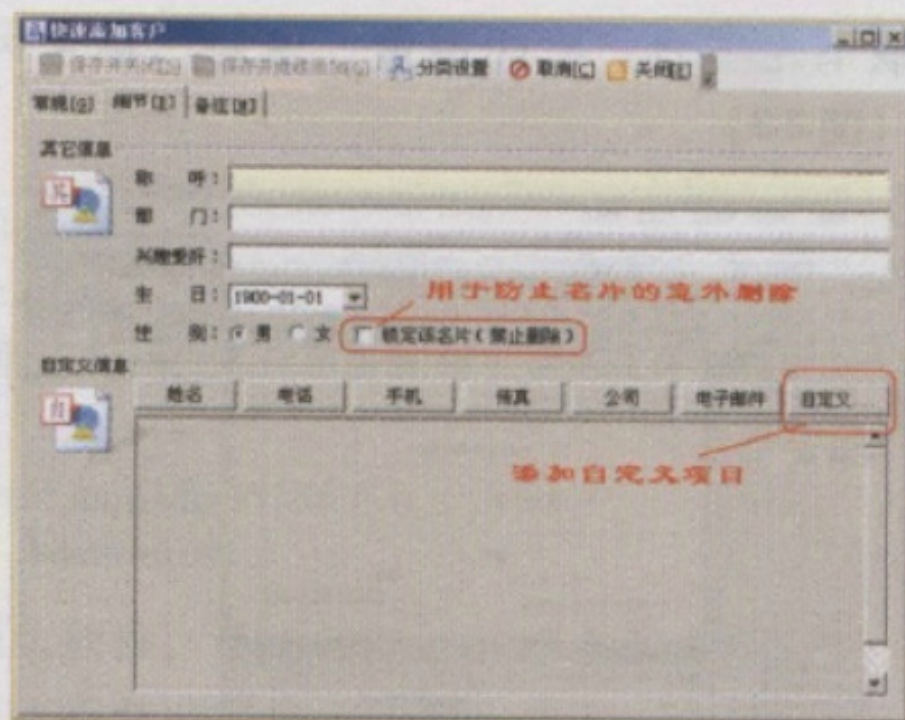 快速添加客户
保存并关闭[S] 保存并继续添加[G] 分类设置 取消[C] 关闭[E]
常规[G] 细节[I] 备注[M]
其它信息
其
称 呼：
部 门：
兴趣爱好：
生 日：1900-01-01 用于防止名片的意外删除
性 别：男 女 锁定该名片(禁止删除)
自定义信息
自
姓名 电话 手机 传真 公司 电子邮件 自定义...
添加自定义项目